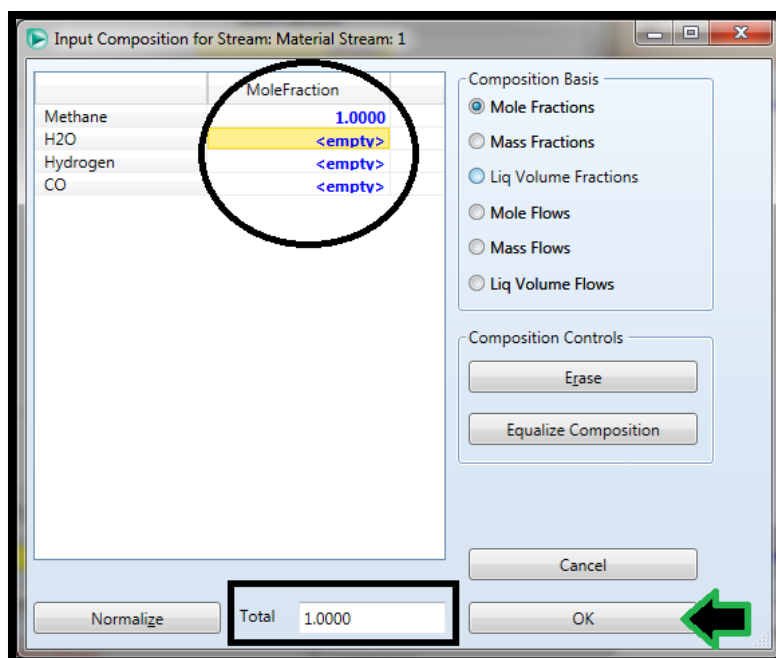 Input Composition for Stream: Material Stream: 1
MoleFraction
Methane 1.0000
H2O <empty>
Hydrogen <empty>
CO <empty>
Composition Basis
Mole Fractions
Mass Fractions
Liq Volume Fractions
Mole Flows
Mass Flows
Liq Volume Flows
Composition Controls
Erase
Equalize Composition
Cancel
Normalize
Total 1.0000
OK